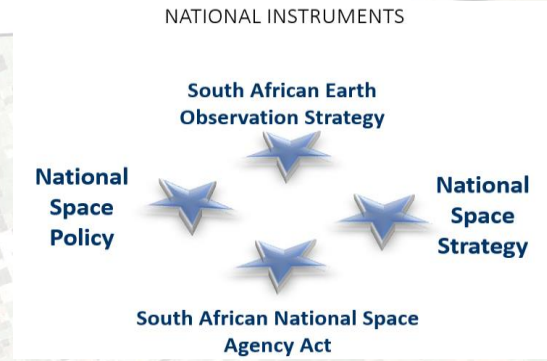 NATIONAL INSTRUMENTS
South African Earth
Observation Strategy
National
Space
Policy
National
Space
Strategy
South African National Space
Agency Act